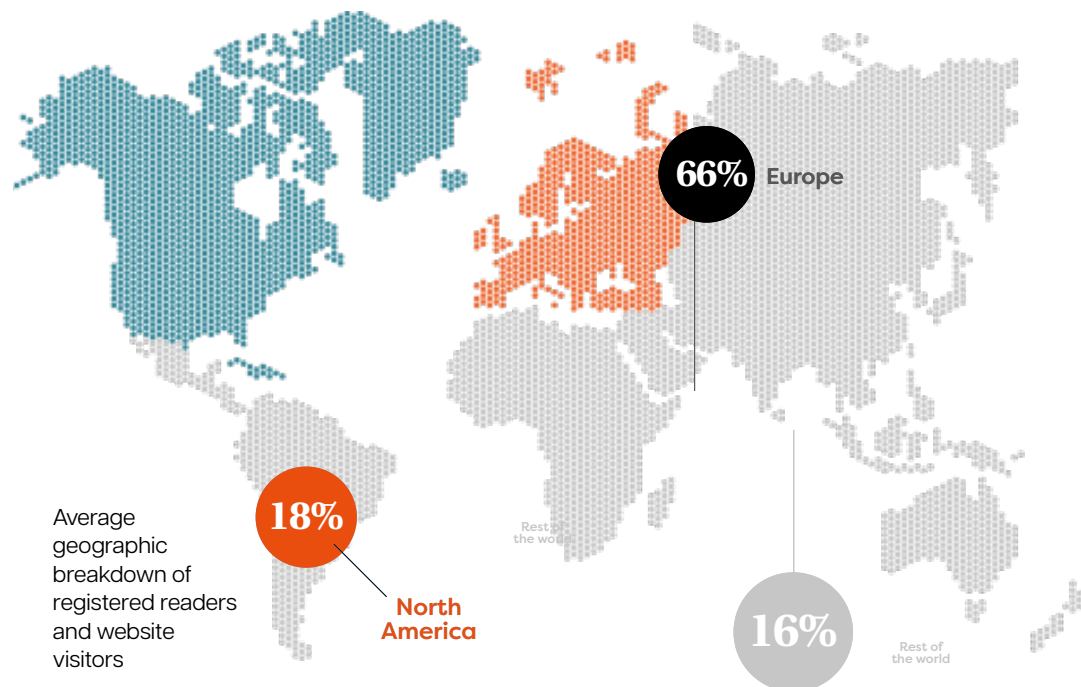 66%
Europe
18%
North
America
Average
geographic
breakdown of
registered readers
and website
visitors
Rest of
the world
16%
Rest of
the world